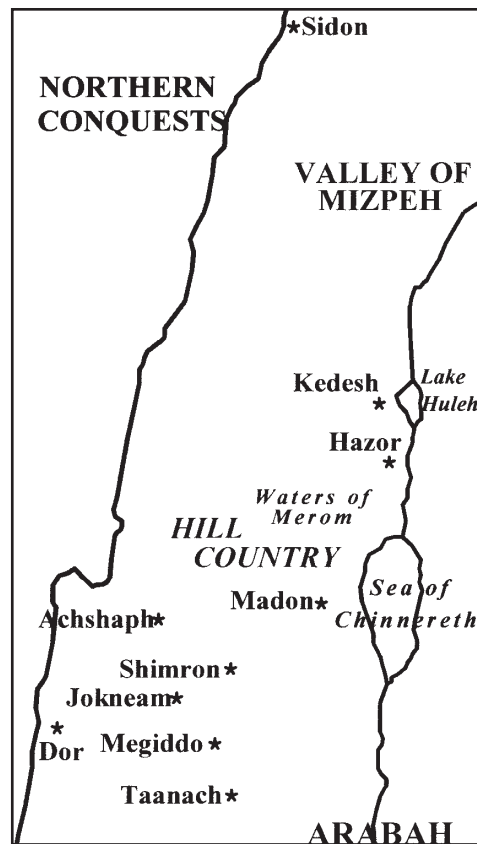 Sidon
NORTHERN
CONQUESTS
VALLEY OF
MIZPEH
Kedesh
Lake
Huleh
Hazor
Waters of
Merom
HILL
COUNTRY
Madon
Sea of
Chinnereth
Achshaph
Shimron
Jokneam
Dor
Megiddo
Taanach
ARABAH